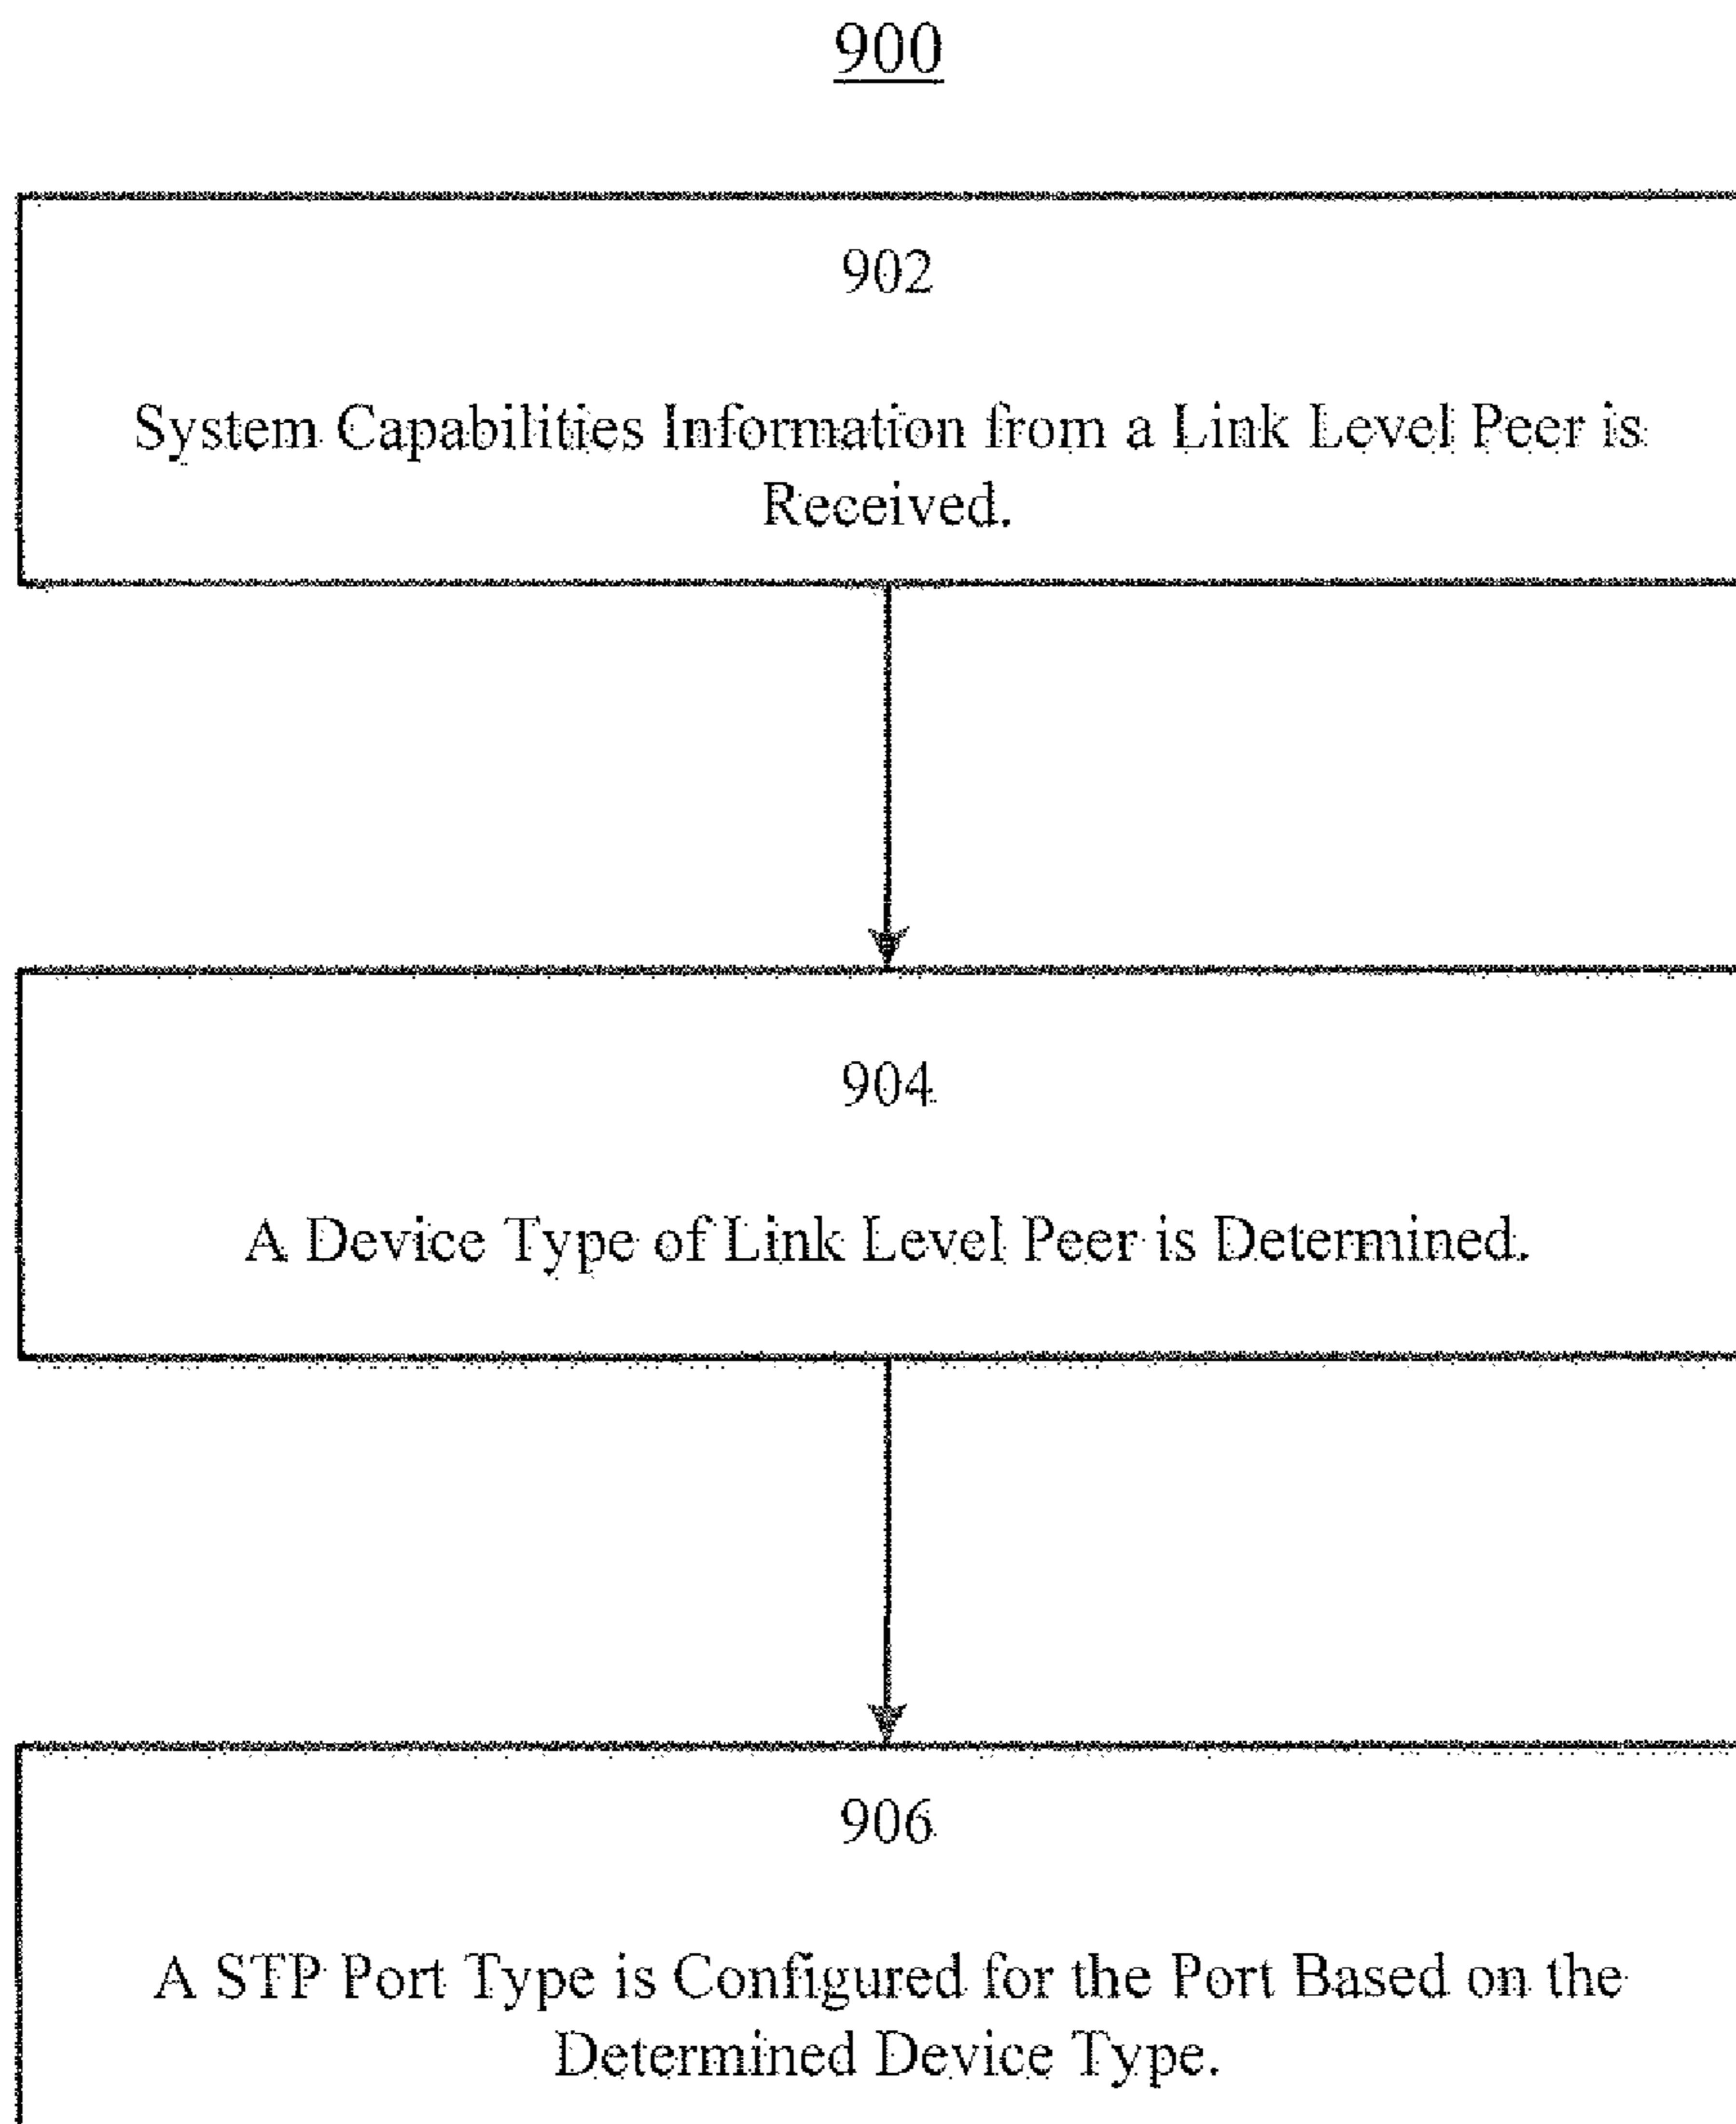 900
902
System Capabilities Information from a Link Level Peer is
Received.
904
A Device Type of Link Level Peer is Determined.
906
A STP Port Type is Configured for the Port Based on the
Determined Device Type.